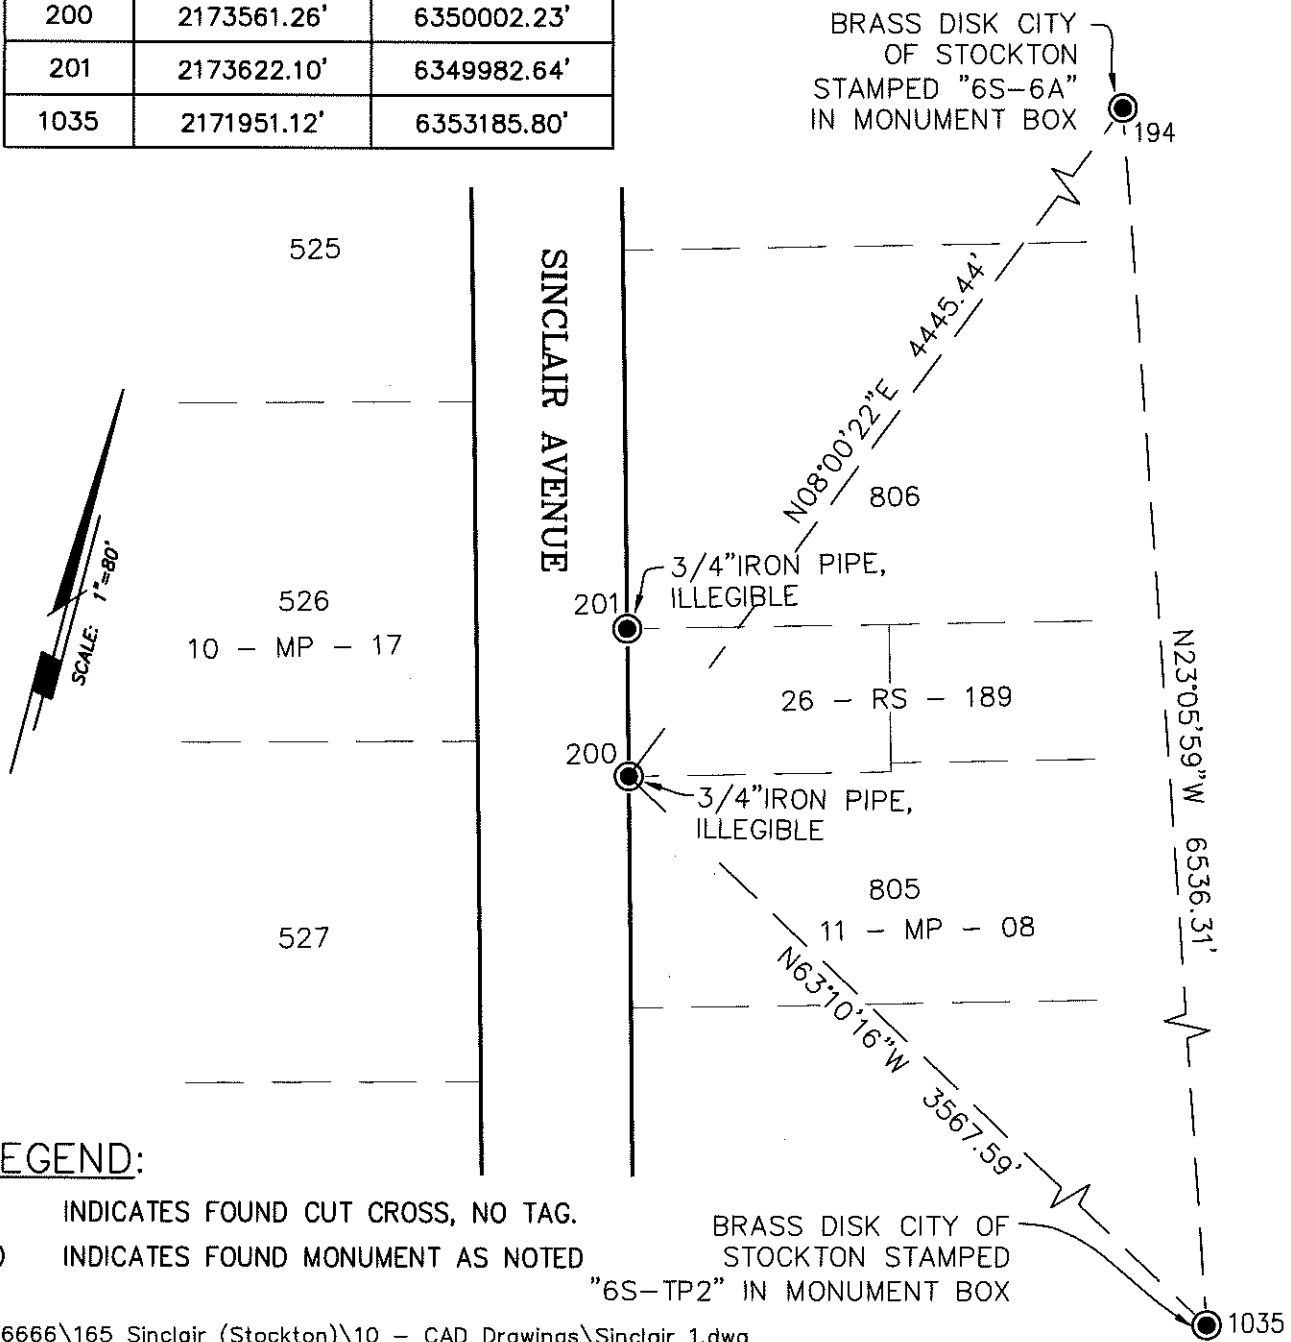 200 2173561.26' 6350002.23'
201 2173622.10' 6349982.64'
1035 2171951.12' 6353185.80'
BRASS DISK CITY
OF STOCKTON
STAMPED "6S-6A"
IN MONUMENT BOX
194
525
SINCLAIR AVENUE
N08°00'22"E 4445.44'
806
SCALE: 1"=80'
526
10 - MP - 17
201
3/4"IRON PIPE,
ILLEGIBLE
26 - RS - 189
200
3/4"IRON PIPE,
ILLEGIBLE
N23°05'59"W 6536.31'
805
11 - MP - 08
527
N63°10'16"W 3567.59'
EGEND:
INDICATES FOUND CUT CROSS, NO TAG.
INDICATES FOUND MONUMENT AS NOTED
BRASS DISK CITY OF
STOCKTON STAMPED
"6S-TP2" IN MONUMENT BOX
1035
6666\165 Sinclair (Stockton)\10 - CAD Drawings\Sinclair 1.dwg